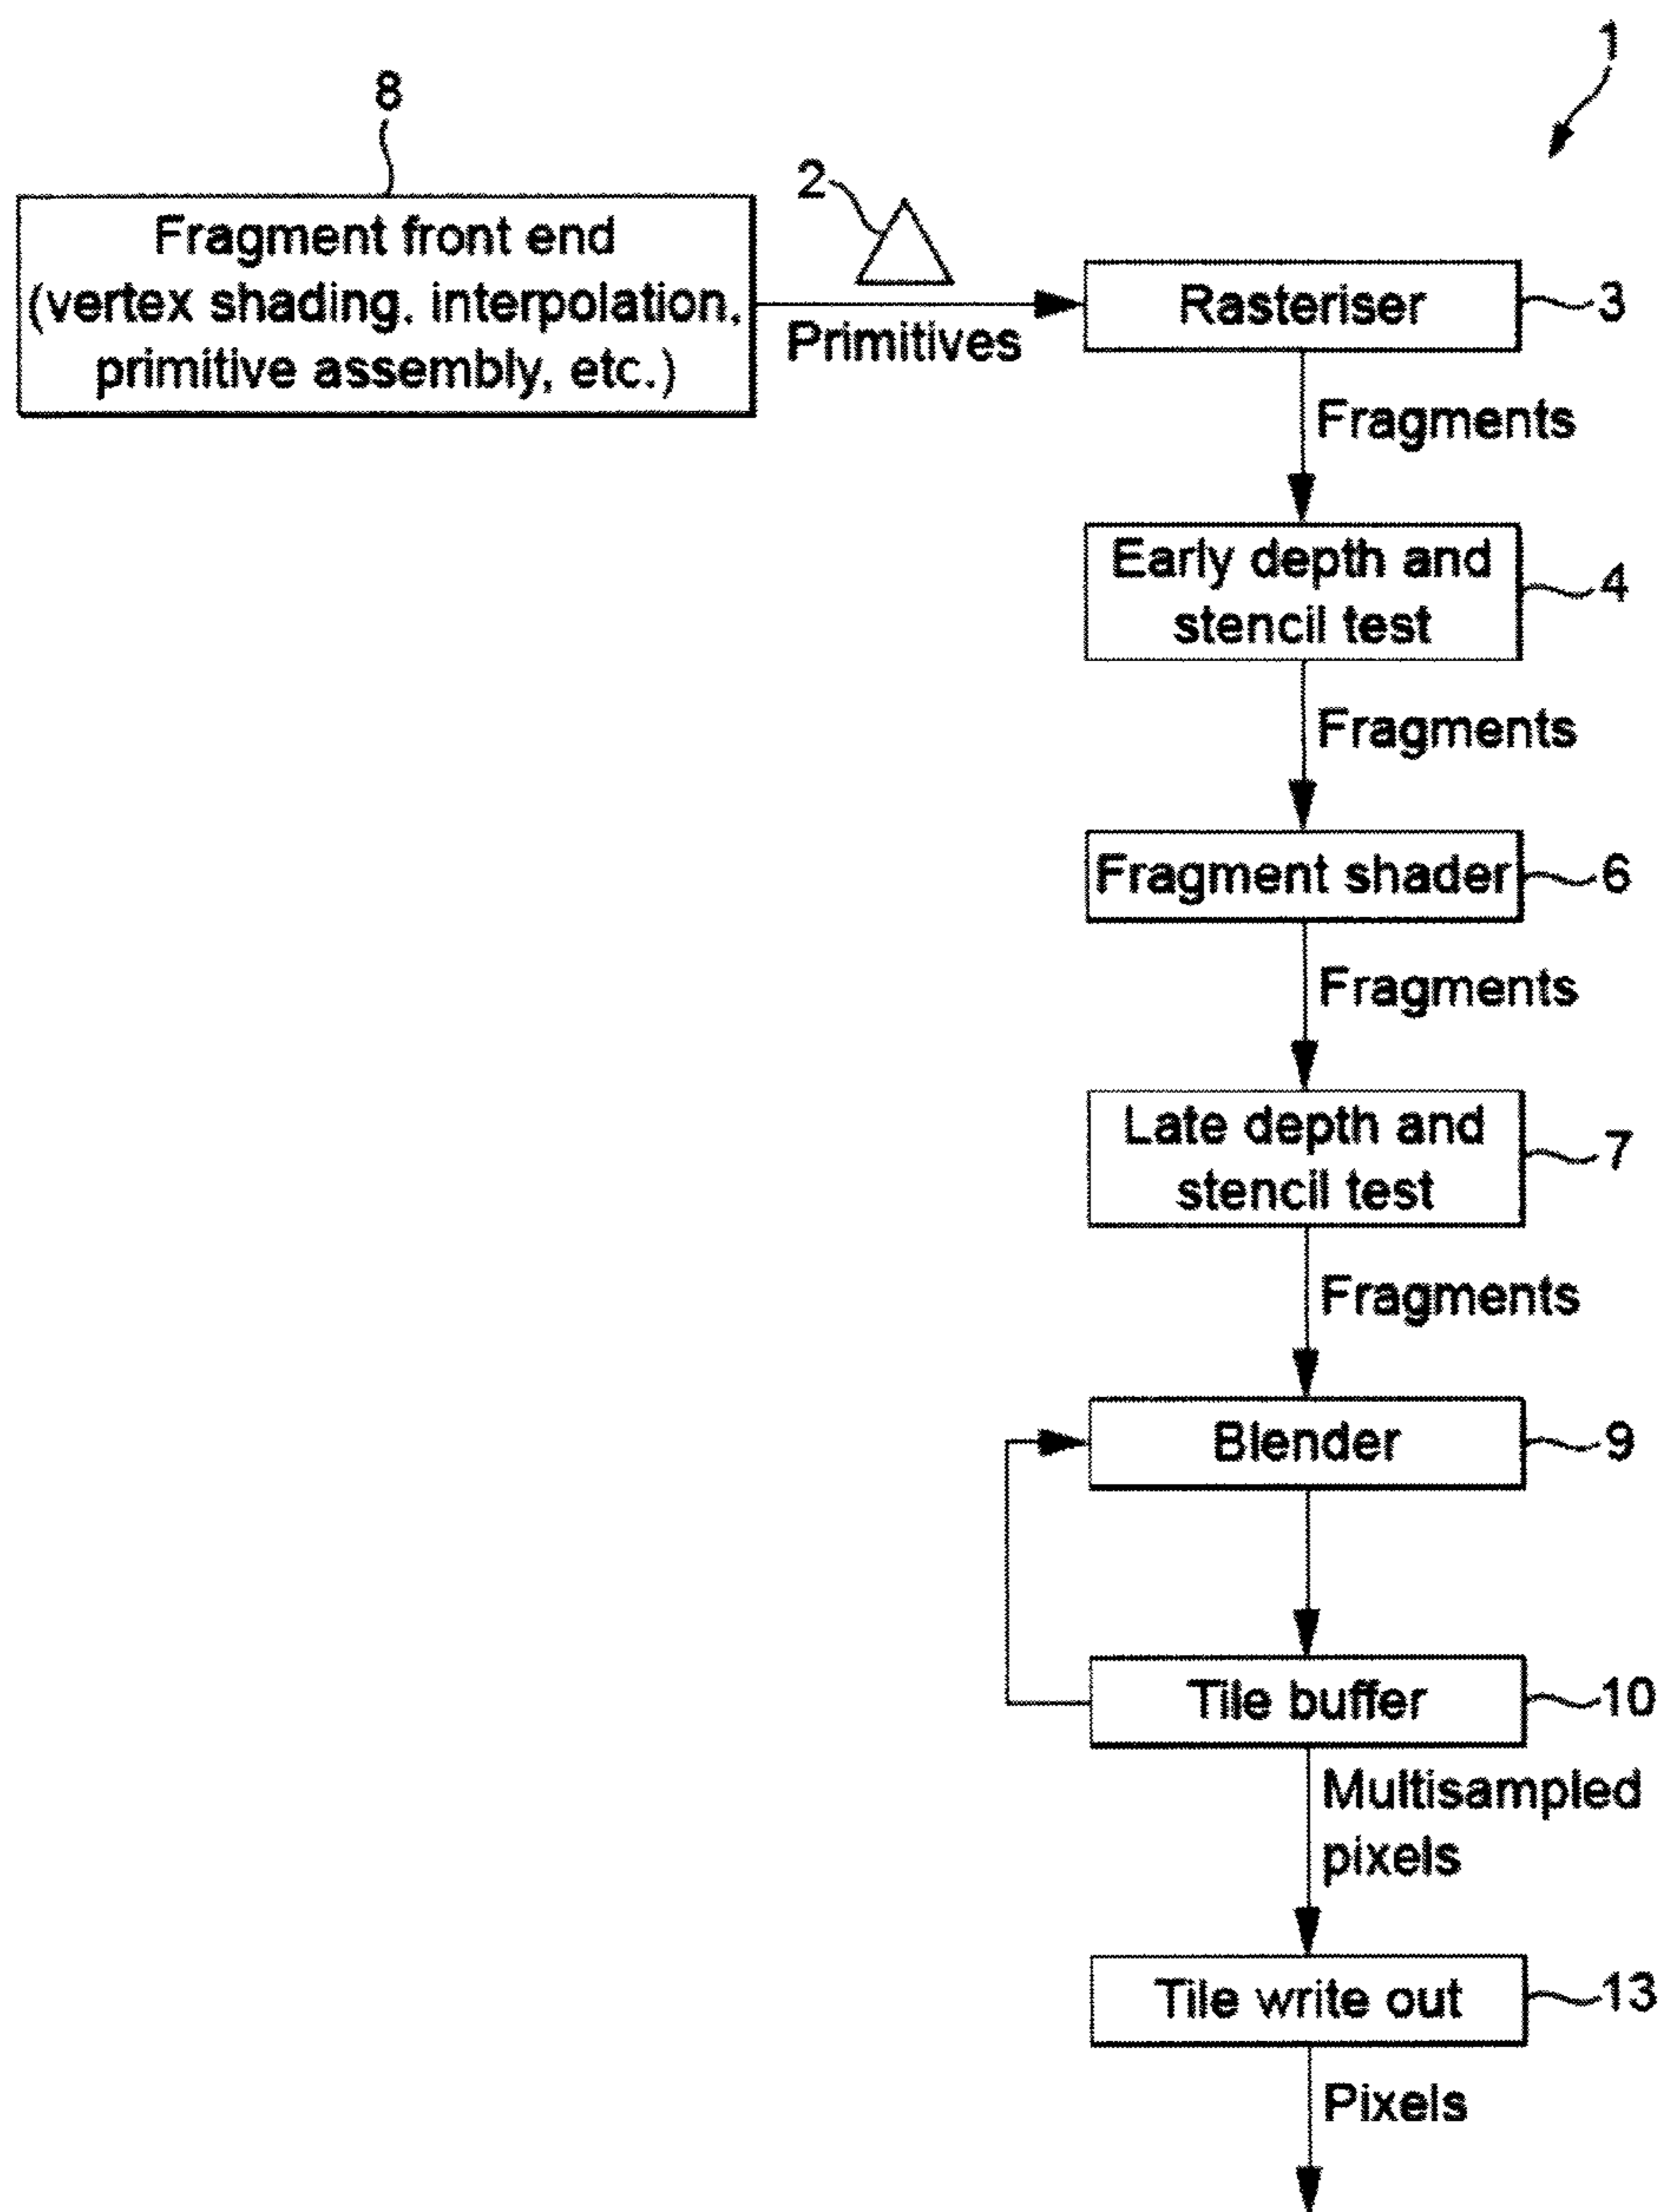 1
8
2
Fragment front end
(vertex shading, interpolation,
primitive assembly, etc.)
Primitives
Rasteriser
3
Fragments
Early depth and
stencil test
4
Fragments
Fragment shader
6
Fragments
Late depth and
stencil test
7
Fragments
Blender
9
Tile buffer
10
Multisampled
pixels
Tile write out
13
Pixels